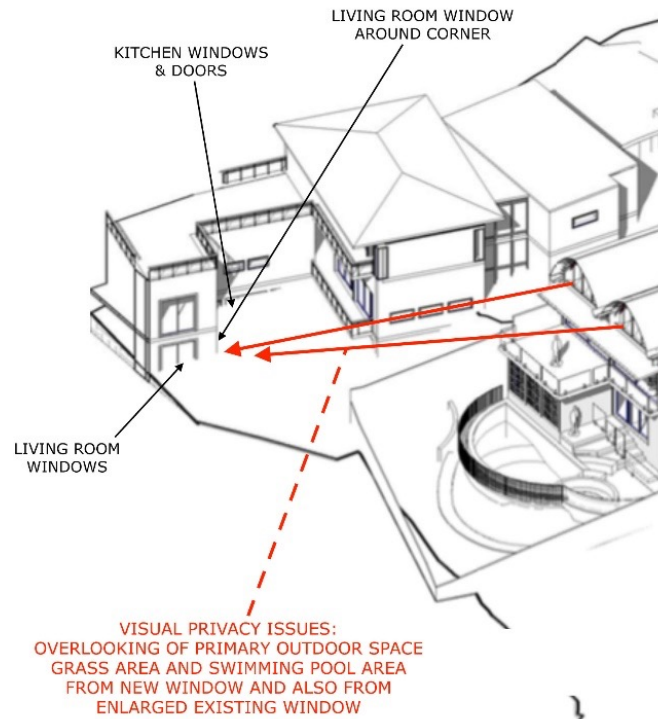 LIVING ROOM WINDOW
AROUND CORNER
KITCHEN WINDOWS
& DOORS
LIVING ROOM
WINDOWS
VISUAL PRIVACY ISSUES:
OVERLOOKING OF PRIMARY OUTDOOR SPACE
GRASS AREA AND SWIMMING POOL AREA
FROM NEW WINDOW AND ALSO FROM
ENLARGED EXISTING WINDOW